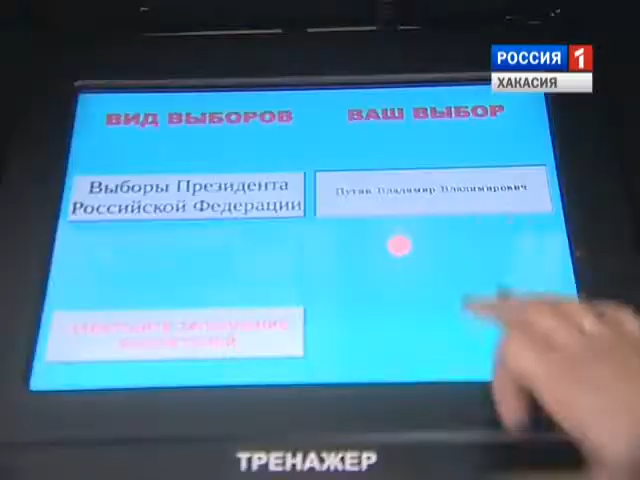 РОССИЯ 1
ХАКАСИЯ
ВИД ВЫБОРОВ
ВАШ ВЫБОР
Выборы Президента
Российской Федерации
Путин Владимир Владимирович
ТРЕНАЖЕР